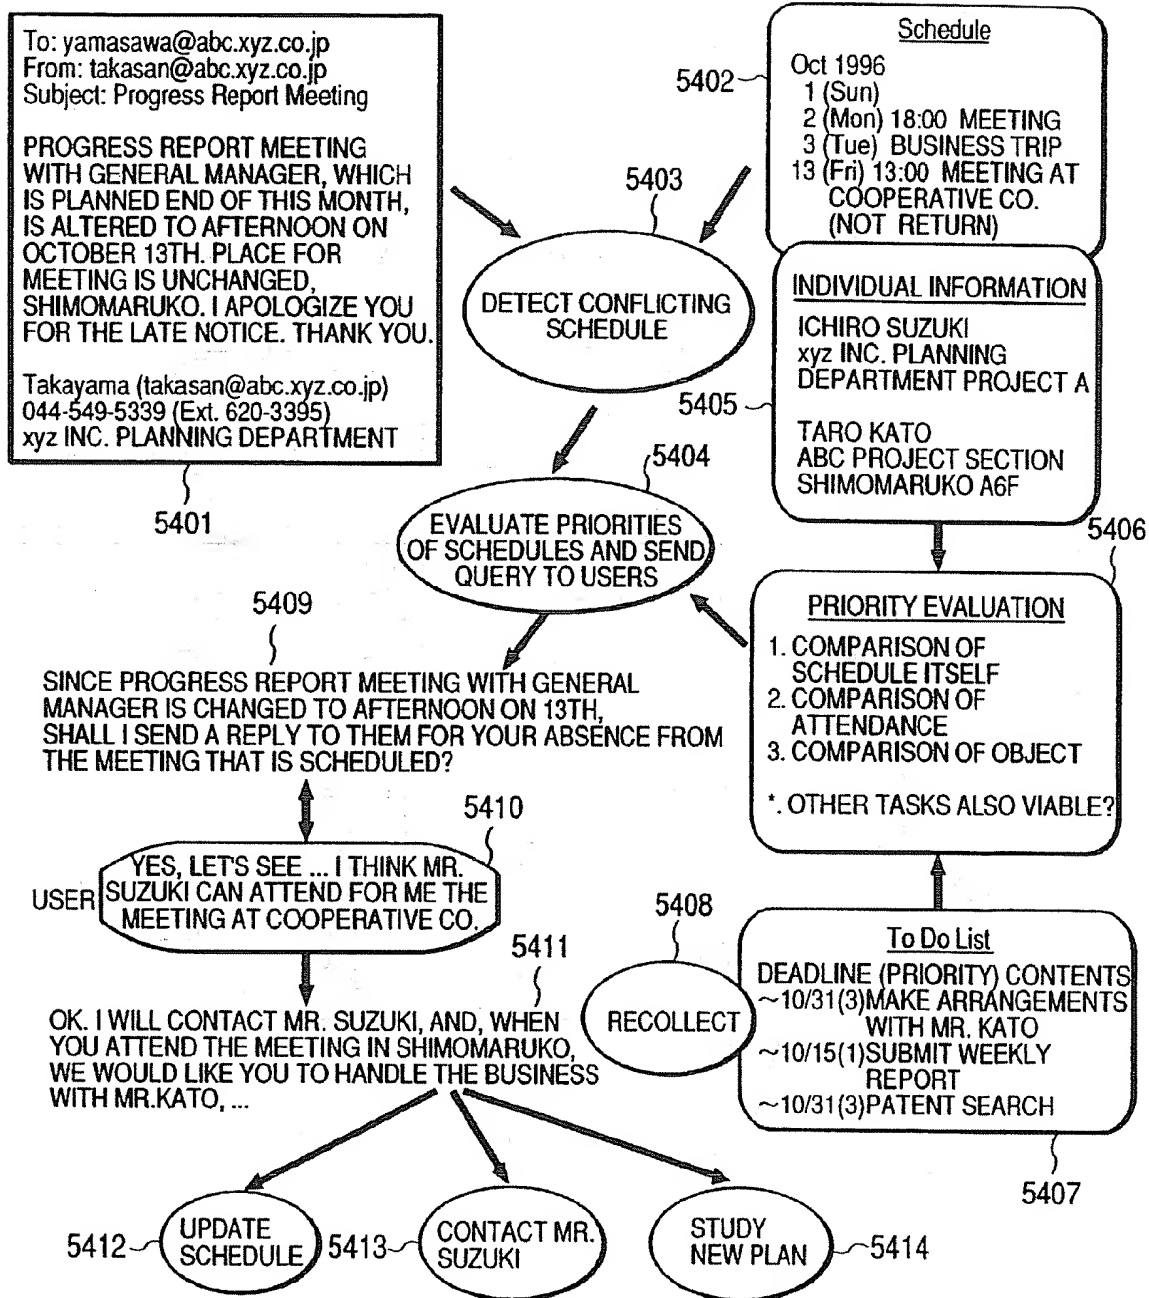 To: yamasawa@abc.xyz.co.jp
From: takasan@abc.xyz.co.jp
Subject: Progress Report Meeting
PROGRESS REPORT MEETING
WITH GENERAL MANAGER, WHICH
IS PLANNED END OF THIS MONTH,
IS ALTERED TO AFTERNOON ON
OCTOBER 13TH. PLACE FOR
MEETING IS UNCHANGED,
SHIMOMARUKO. I APOLOGIZE YOU
FOR THE LATE NOTICE. THANK YOU.
Takayama (takasan@abc.xyz.co.jp)
044-549-5339 (Ext. 620-3395)
xyz INC. PLANNING DEPARTMENT
5401
Schedule
Oct 1996
1 (Sun)
2 (Mon) 18:00 MEETING
3 (Tue) BUSINESS TRIP
13 (Fri) 13:00 MEETING AT
COOPERATIVE CO.
(NOT RETURN)
5402
5403
DETECT CONFLICTING
SCHEDULE
INDIVIDUAL INFORMATION
ICHIRO SUZUKI
xyz INC. PLANNING
DEPARTMENT PROJECT A
TARO KATO
ABC PROJECT SECTION
SHIMOMARUKO A6F
5405
5404
EVALUATE PRIORITIES
OF SCHEDULES AND SEND
QUERY TO USERS
5406
PRIORITY EVALUATION
1. COMPARISON OF
SCHEDULE ITSELF
2. COMPARISON OF
ATTENDANCE
3. COMPARISON OF OBJECT
*. OTHER TASKS ALSO VIABLE?
5409
SINCE PROGRESS REPORT MEETING WITH GENERAL
MANAGER IS CHANGED TO AFTERNOON ON 13TH,
SHALL I SEND A REPLY TO THEM FOR YOUR ABSENCE FROM
THE MEETING THAT IS SCHEDULED?
5410
USER
YES, LET'S SEE ... I THINK MR.
SUZUKI CAN ATTEND FOR ME THE
MEETING AT COOPERATIVE CO.
5408
RECOLLECT
To Do List
DEADLINE (PRIORITY) CONTENTS
~10/31(3)MAKE ARRANGEMENTS
WITH MR. KATO
~10/15(1)SUBMIT WEEKLY
REPORT
~10/31(3)PATENT SEARCH
5407
5411
OK. I WILL CONTACT MR. SUZUKI, AND, WHEN
YOU ATTEND THE MEETING IN SHIMOMARUKO,
WE WOULD LIKE YOU TO HANDLE THE BUSINESS
WITH MR.KATO, ...
5412
UPDATE
SCHEDULE
5413
CONTACT MR.
SUZUKI
STUDY
NEW PLAN
5414